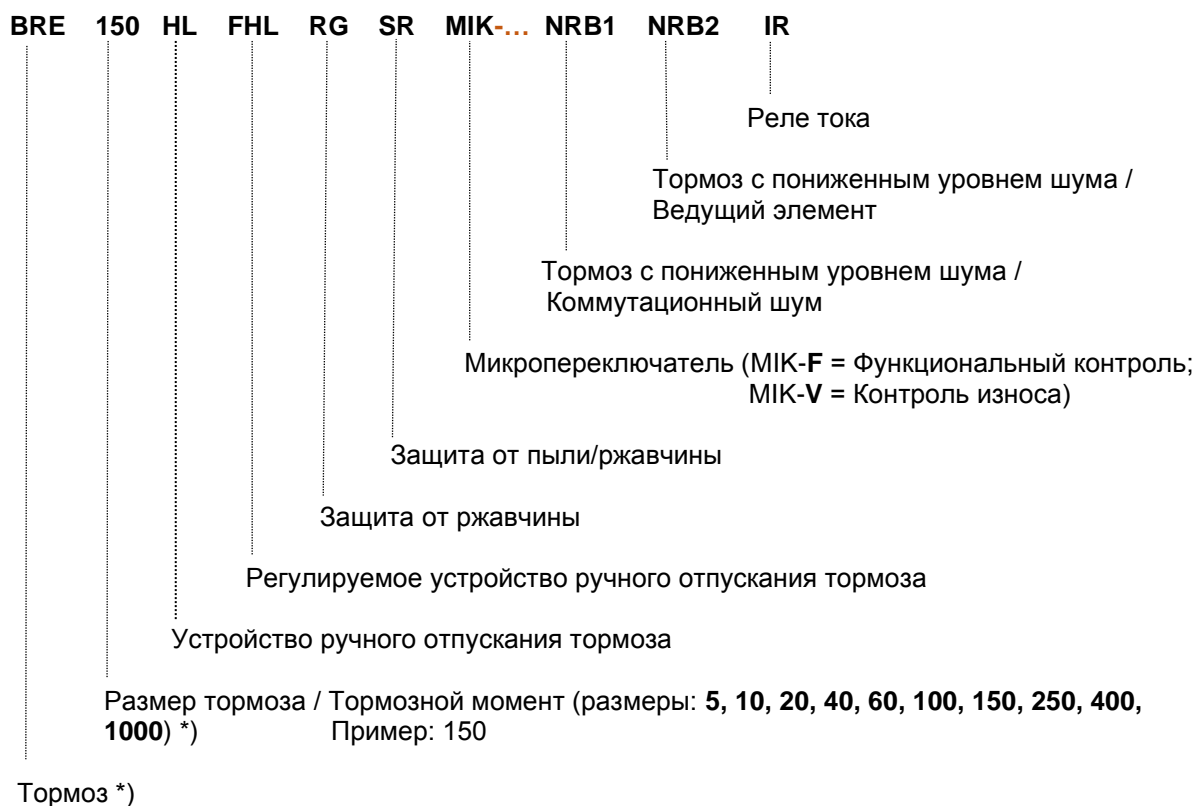 BRE 150 HL FHL RG SR MIK-... NRB1 NRB2 IR
Реле тока
Тормоз с пониженным уровнем шума /
Ведущий элемент
Тормоз с пониженным уровнем шума /
Коммутационный шум
Микропереключатель (MIK-F = Функциональный контроль;
MIK-V = Контроль износа)
Защита от пыли/ржавчины
Защита от ржавчины
Регулируемое устройство ручного отпускания тормоза
Устройство ручного отпускания тормоза
Размер тормоза / Тормозной момент (размеры: 5, 10, 20, 40, 60, 100, 150, 250, 400,
1000) *) Пример: 150
Тормоз *)